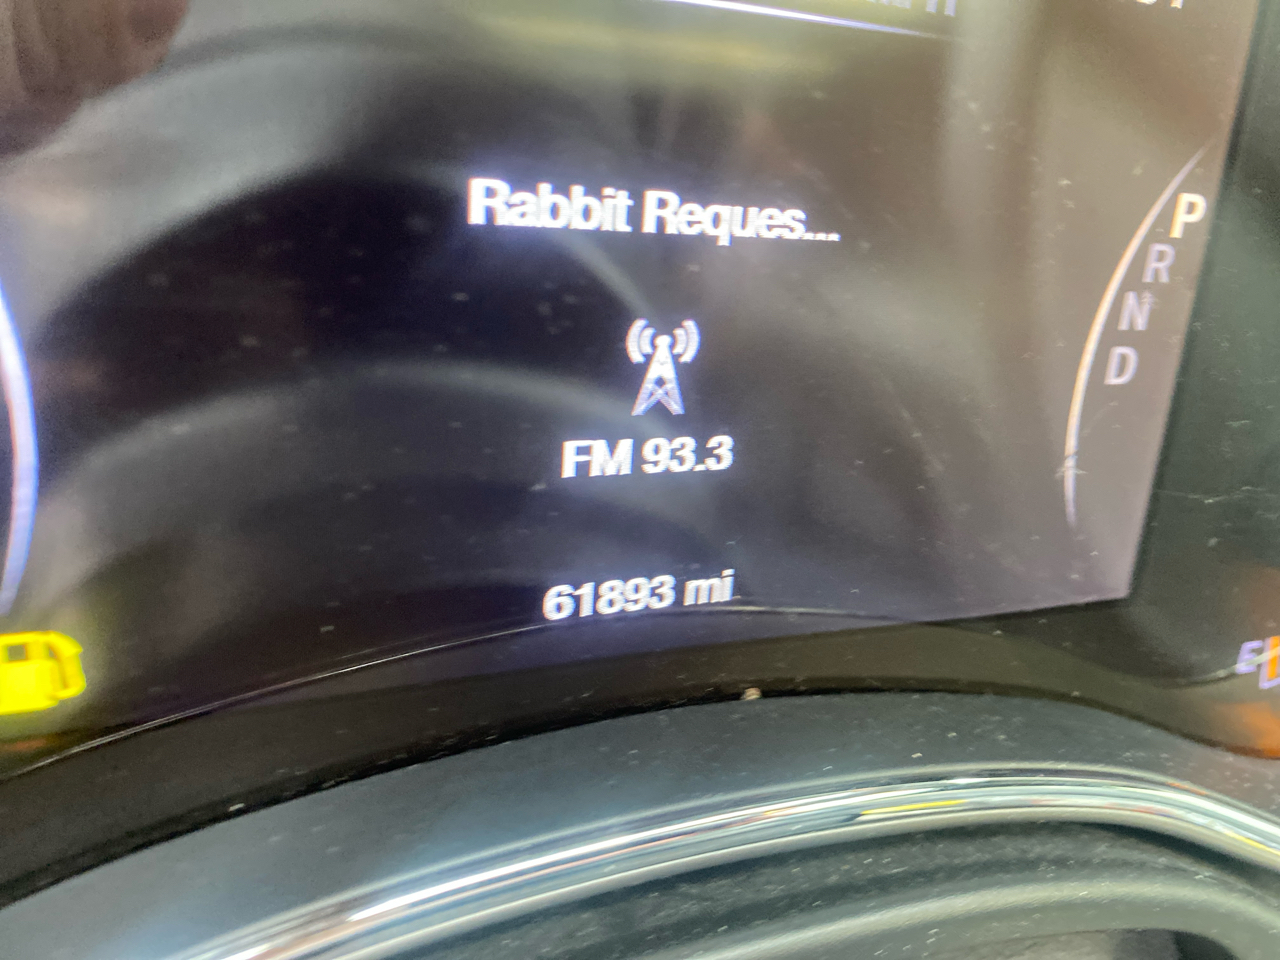 Rabbit Reques...
P
R
N
D
FM 93.3
61893 mi
E